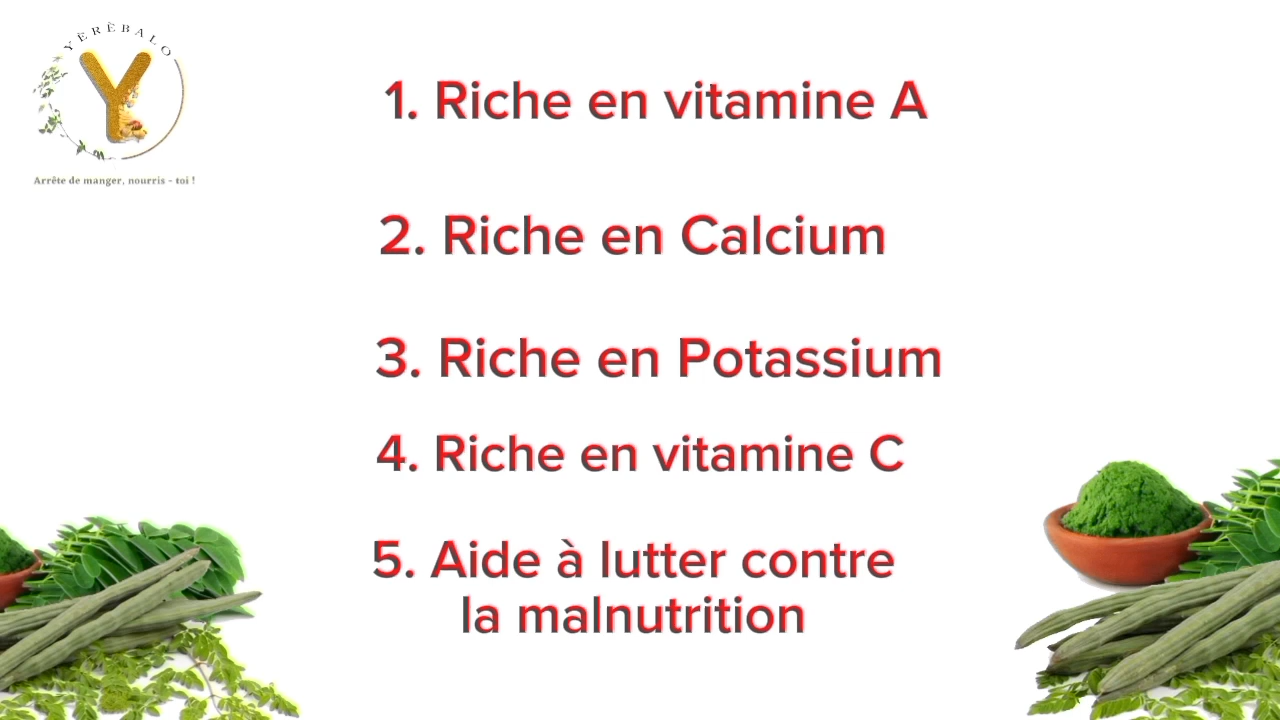 YÈRÈBALO
Y
Arrête de manger, nourris - toi !
1. Riche en vitamine A
2. Riche en Calcium
3. Riche en Potassium
4. Riche en vitamine C
5. Aide à lutter contre
la malnutrition